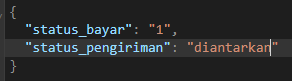 {
"status_bayar": "1",
"status_pengiriman": "diantarkan"
}